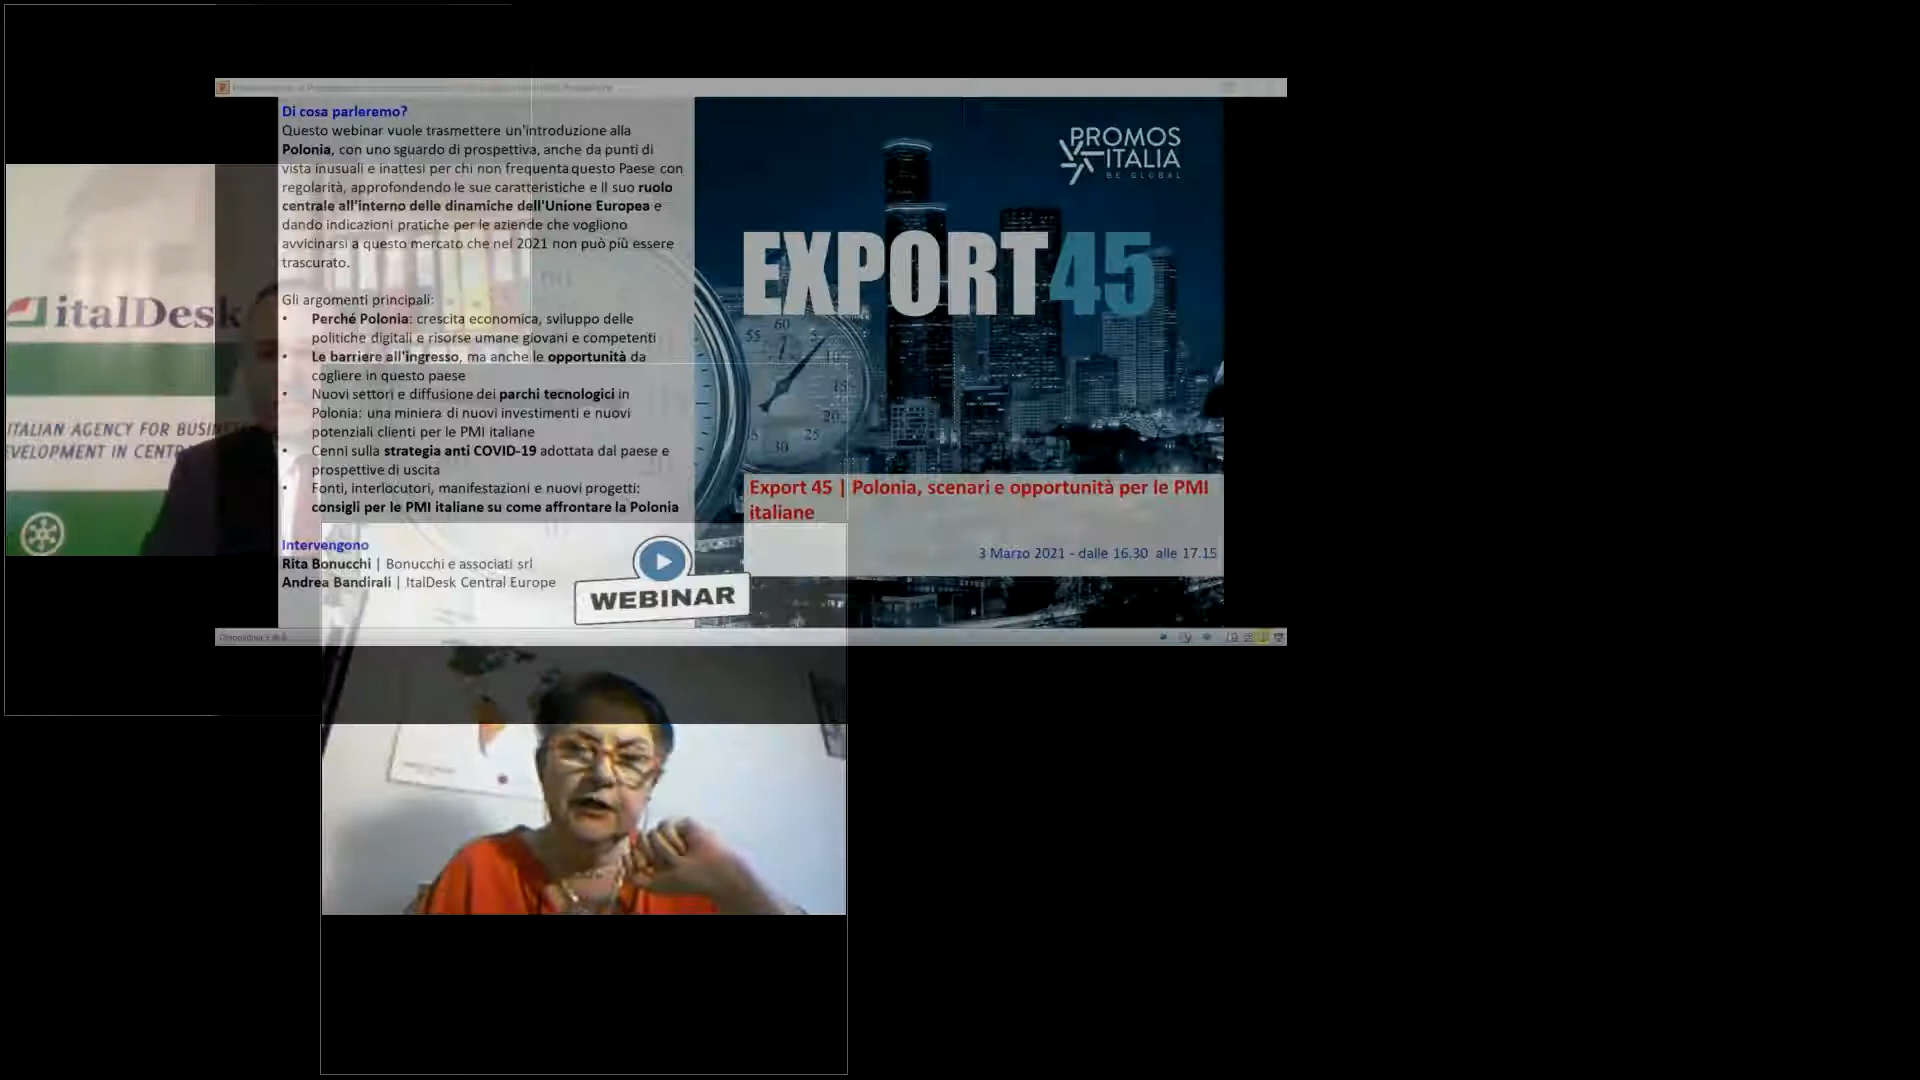 Di cosa parleremo?
Questo webinar vuole trasmettere un'introduzione alla
Polonia, con uno sguardo di prospettiva, anche da punti di
vista inusuali e inattesi per chi non frequenta questo Paese con
regolarità, approfondendo le sue caratteristiche e il suo ruolo
centrale all'interno delle dinamiche dell'Unione Europea e
dando indicazioni pratiche per le aziende che vogliono
avvicinarsi a questo mercato che nel 2021 non può più essere
trascurato.
Gli argomenti principali:
• Perché Polonia: crescita economica, sviluppo delle
politiche digitali e risorse umane giovani e competenti
• Le barriere all'ingresso, ma anche le opportunità da
cogliere in questo paese
• Nuovi settori e diffusione dei parchi tecnologici in
Polonia: una miniera di nuovi investimenti e nuovi
potenziali clienti per le PMI italiane
• Cenni sulla strategia anti COVID-19 adottata dal paese e
prospettive di uscita
• Fonti, interlocutori, manifestazioni e nuovi progetti:
consigli per le PMI italiane su come affrontare la Polonia
Intervengono
Rita Bonucchi | Bonucchi e associati srl
Andrea Bandirali | ItalDesk Central Europe
WEBINAR
PROMOS
ITALIA
BE GLOBAL
EXPORT45
55 60 5
10
15
20
25
30
Export 45 | Polonia, scenari e opportunità per le PMI
italiane
3 Marzo 2021 - dalle 16.30 alle 17.15
italDesk
ITALIAN AGENCY FOR